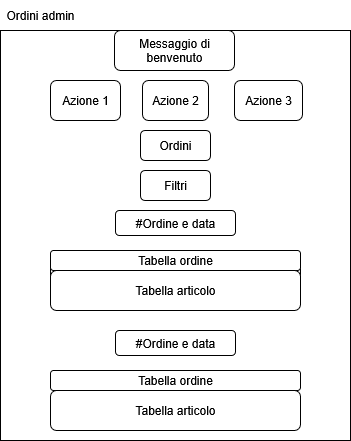 Ordini admin
Messaggio di
benvenuto
Azione 1
Azione 2
Azione 3
Ordini
Filtri
#Ordine e data
Tabella ordine
Tabella articolo
#Ordine e data
Tabella ordine
Tabella articolo